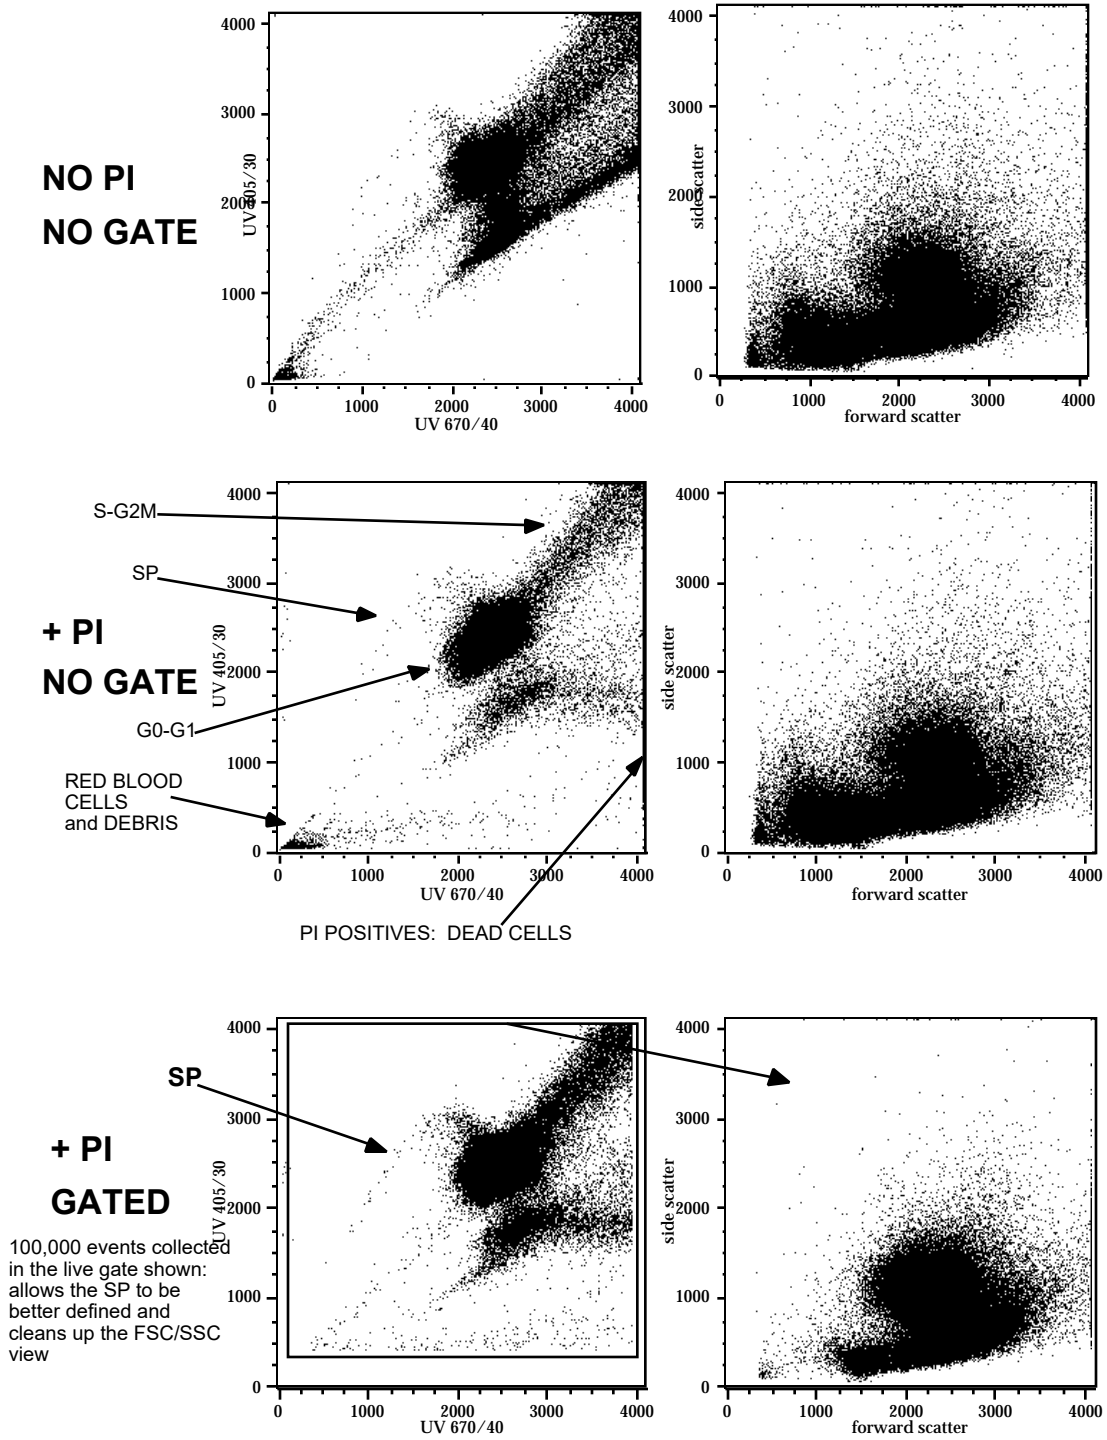 4000
3000
2000
1000
0
UV 405/30
0 1000 2000 3000 4000
UV 670/40
4000
3000
2000
1000
0
side scatter
0 1000 2000 3000 4000
forward scatter
NO PI
NO GATE
S-G2M
SP
+ PI
NO GATE
G0-G1
RED BLOOD
CELLS
and DEBRIS
4000
3000
2000
1000
0
UV 405/30
0 1000 2000 3000 4000
UV 670/40
PI POSITIVES: DEAD CELLS
4000
3000
2000
1000
0
side scatter
0 1000 2000 3000 4000
forward scatter
SP
+ PI
GATED
100,000 events collected
in the live gate shown:
allows the SP to be
better defined and
cleans up the FSC/SSC
view
4000
3000
2000
1000
0
UV 405/30
0 1000 2000 3000 4000
UV 670/40
4000
3000
2000
1000
0
side scatter
0 1000 2000 3000 4000
forward scatter